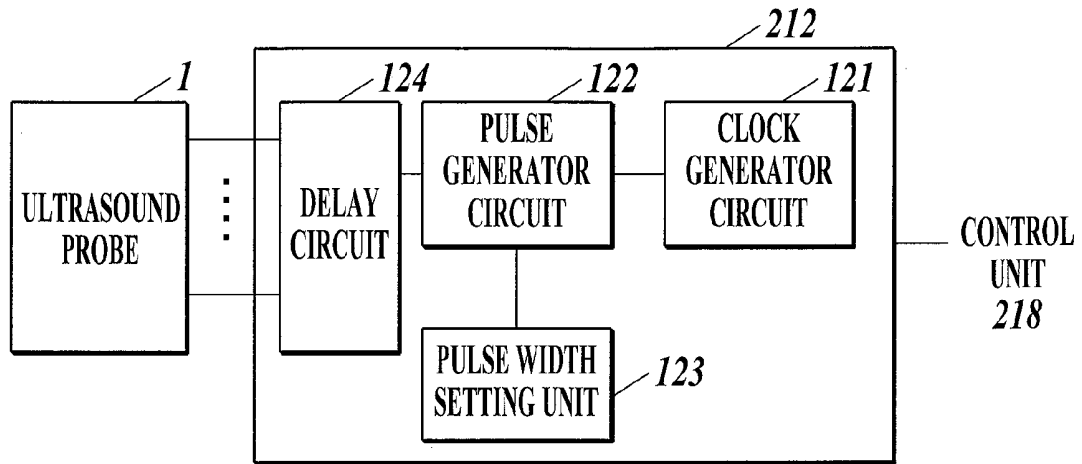 212
1
124
122
121
ULTRASOUND
PROBE
DELAY
CIRCUIT
PULSE
GENERATOR
CIRCUIT
CLOCK
GENERATOR
CIRCUIT
CONTROL
UNIT
218
PULSE WIDTH
SETTING UNIT
123